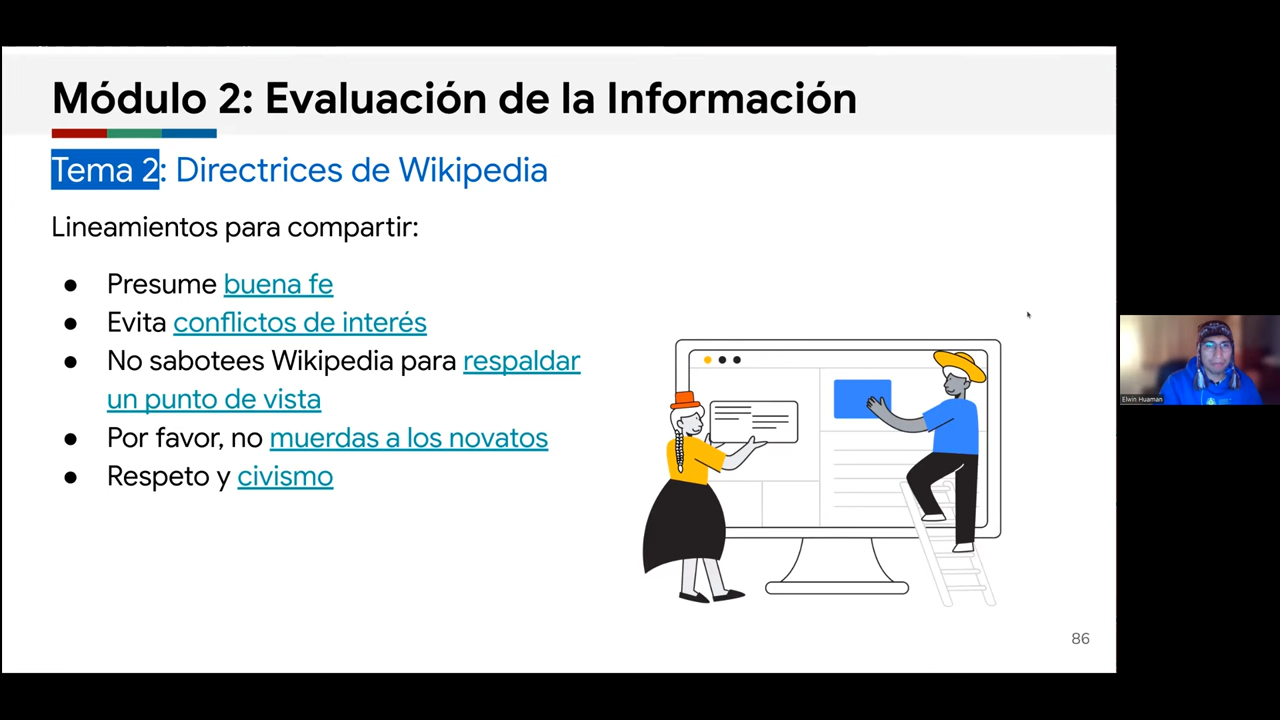 Módulo 2: Evaluación de la Información
Tema 2: Directrices de Wikipedia
Lineamientos para compartir:
● Presume buena fe
● Evita conflictos de interés
● No sabotees Wikipedia para respaldar
un punto de vista
● Por favor, no muerdas a los novatos
● Respeto y civismo
Elwin Huaman
86